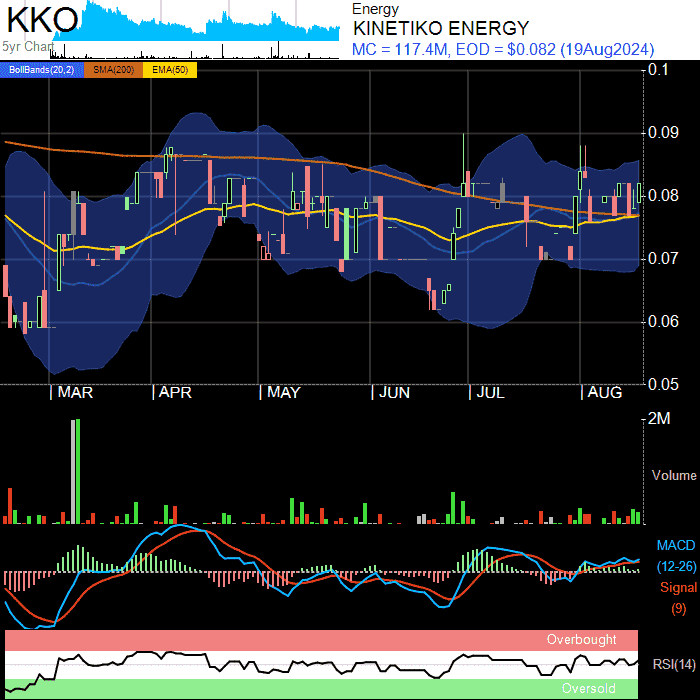 KKO
5yr Chart
Energy
KINETIKO ENERGY
MC = 117.4M, EOD = $0.082 (19Aug2024)
BollBands(20,2) SMA(200) EMA(50)
0.1
0.09
0.08
0.07
0.06
0.05
MAR APR MAY JUN JUL AUG
2M
Volume
MACD
(12-26)
Signal
(9)
Overbought
RSI(14)
Oversold